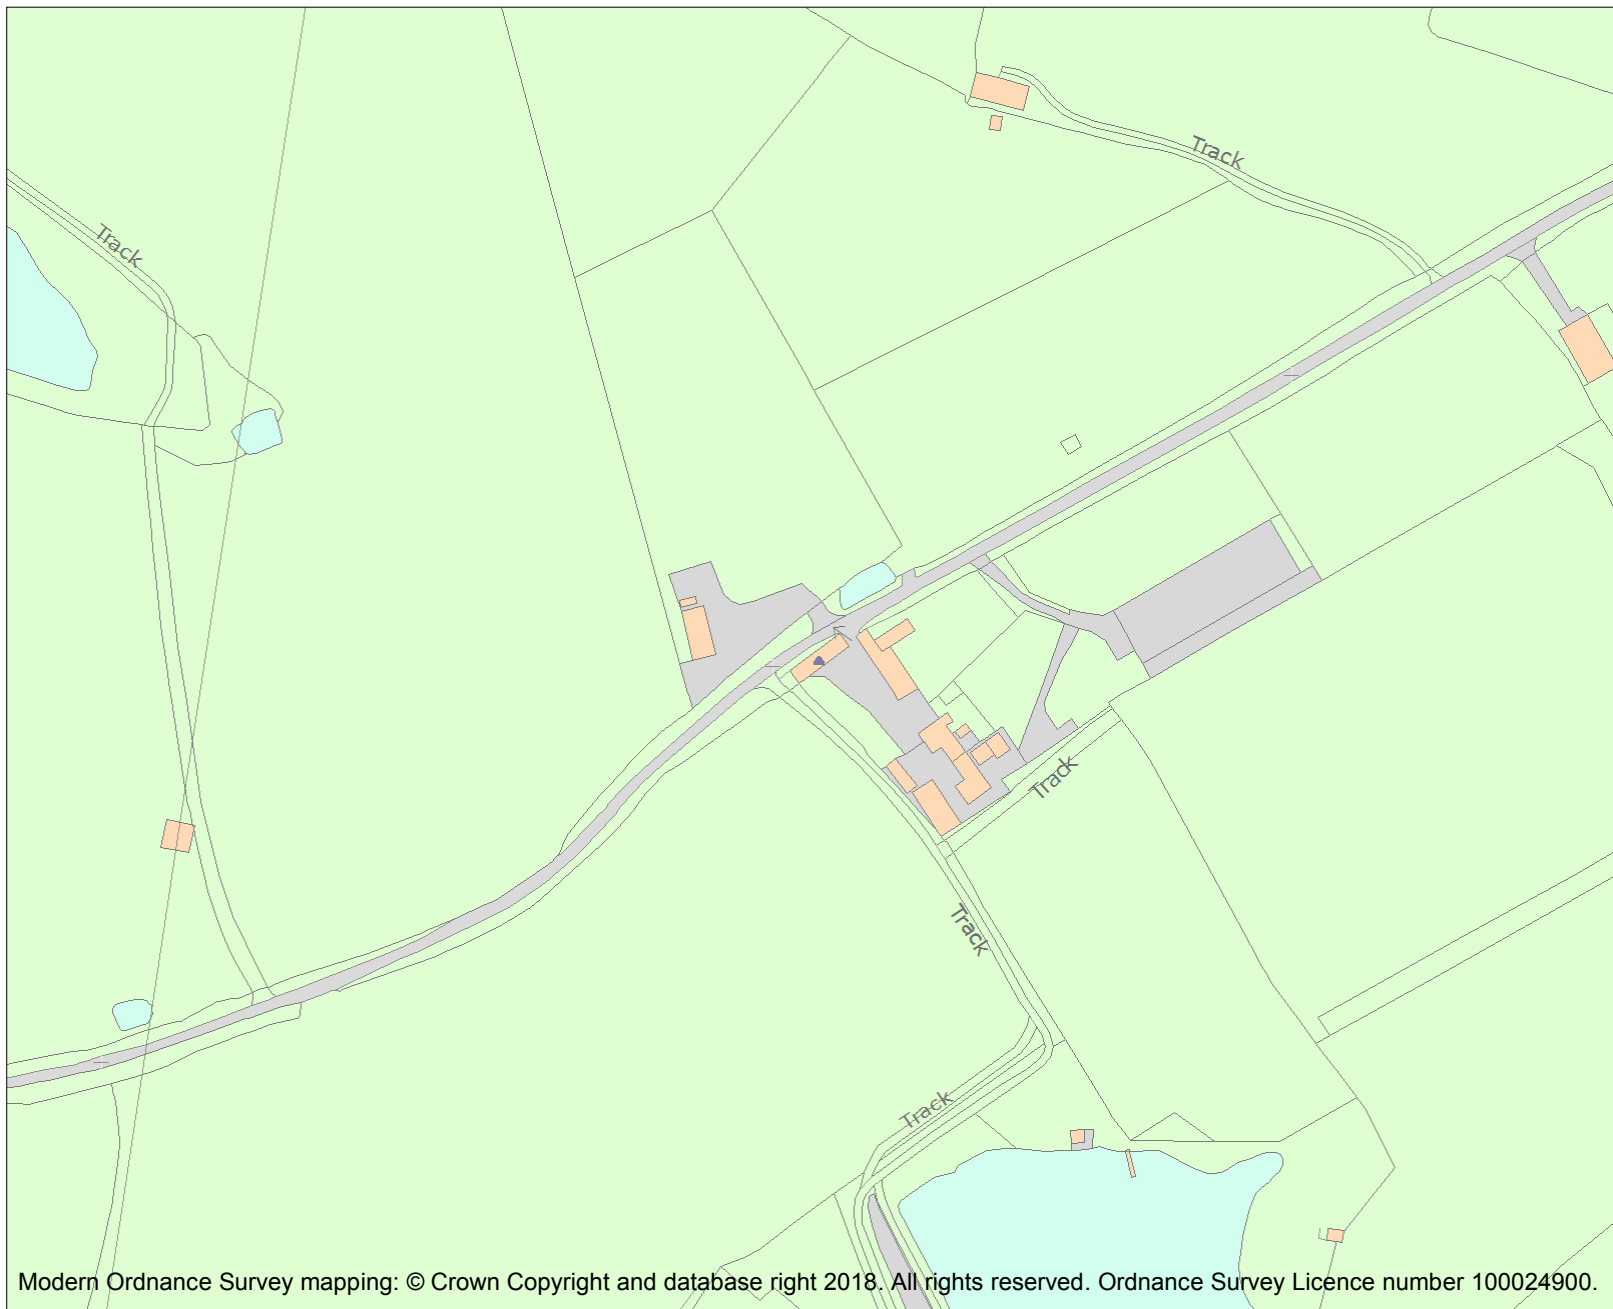 Track
Track
Track
Track
Track
Modern Ordnance Survey mapping: © Crown Copyright and database right 2018. All rights reserved. Ordnance Survey Licence number 100024900.